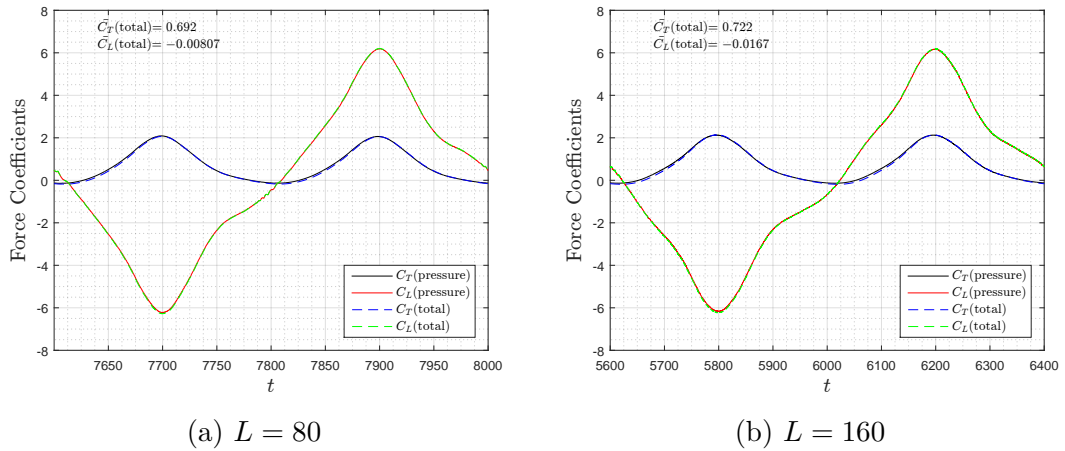 C̄_T(total)= 0.692
C̄_L(total)= −0.00807
8
6
4
2
0
-2
-4
-6
-8
Force Coefficients
7650 7700 7750 7800 7850 7900 7950 8000
t
C_T(pressure)
C_L(pressure)
C_T(total)
C_L(total)
(a) L = 80
C̄_T(total)= 0.722
C̄_L(total)= −0.0167
8
6
4
2
0
-2
-4
-6
-8
Force Coefficients
5600 5700 5800 5900 6000 6100 6200 6300 6400
t
C_T(pressure)
C_L(pressure)
C_T(total)
C_L(total)
(b) L = 160